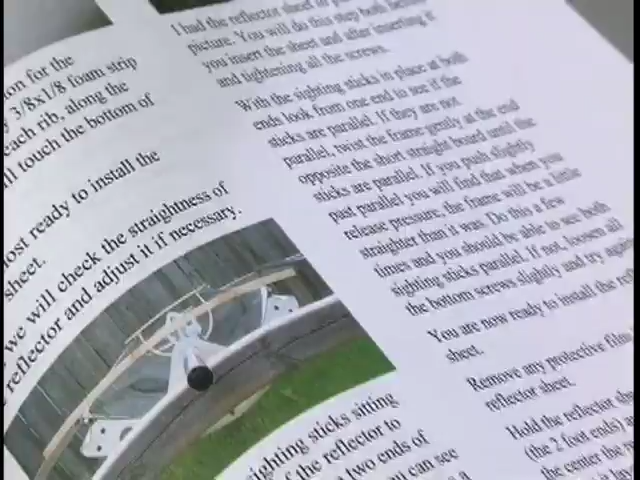 ion for the
3/8x1/8 foam strip
each rib, along the
ll touch the bottom of
ost ready to install the
sheet.
we will check the straightness of
reflector and adjust it if necessary.
I had the reflector sheet
picture. You will do this step both
you insert the sheet and after inserting it
and tightening all the screws.
With the sighting sticks in place at both
ends look from one end to see if the
sticks are parallel. If they are not
parallel, twist the frame gently at the end
opposite the short straight board until the
sticks are parallel. If you push slightly
past parallel you will find that when you
release pressure, the frame will be a little
straighter than it was. Do this a few
times and you should be able to see both
sighting sticks parallel. If not, loosen all
the bottom screws slightly and try again
You are now ready to install the refl
sheet.
Remove any protective film
reflector sheet.
Hold the reflector she
(the 2 foot ends)
the center the
sighting sticks sitting
of the reflector to
two ends of
you can see
a